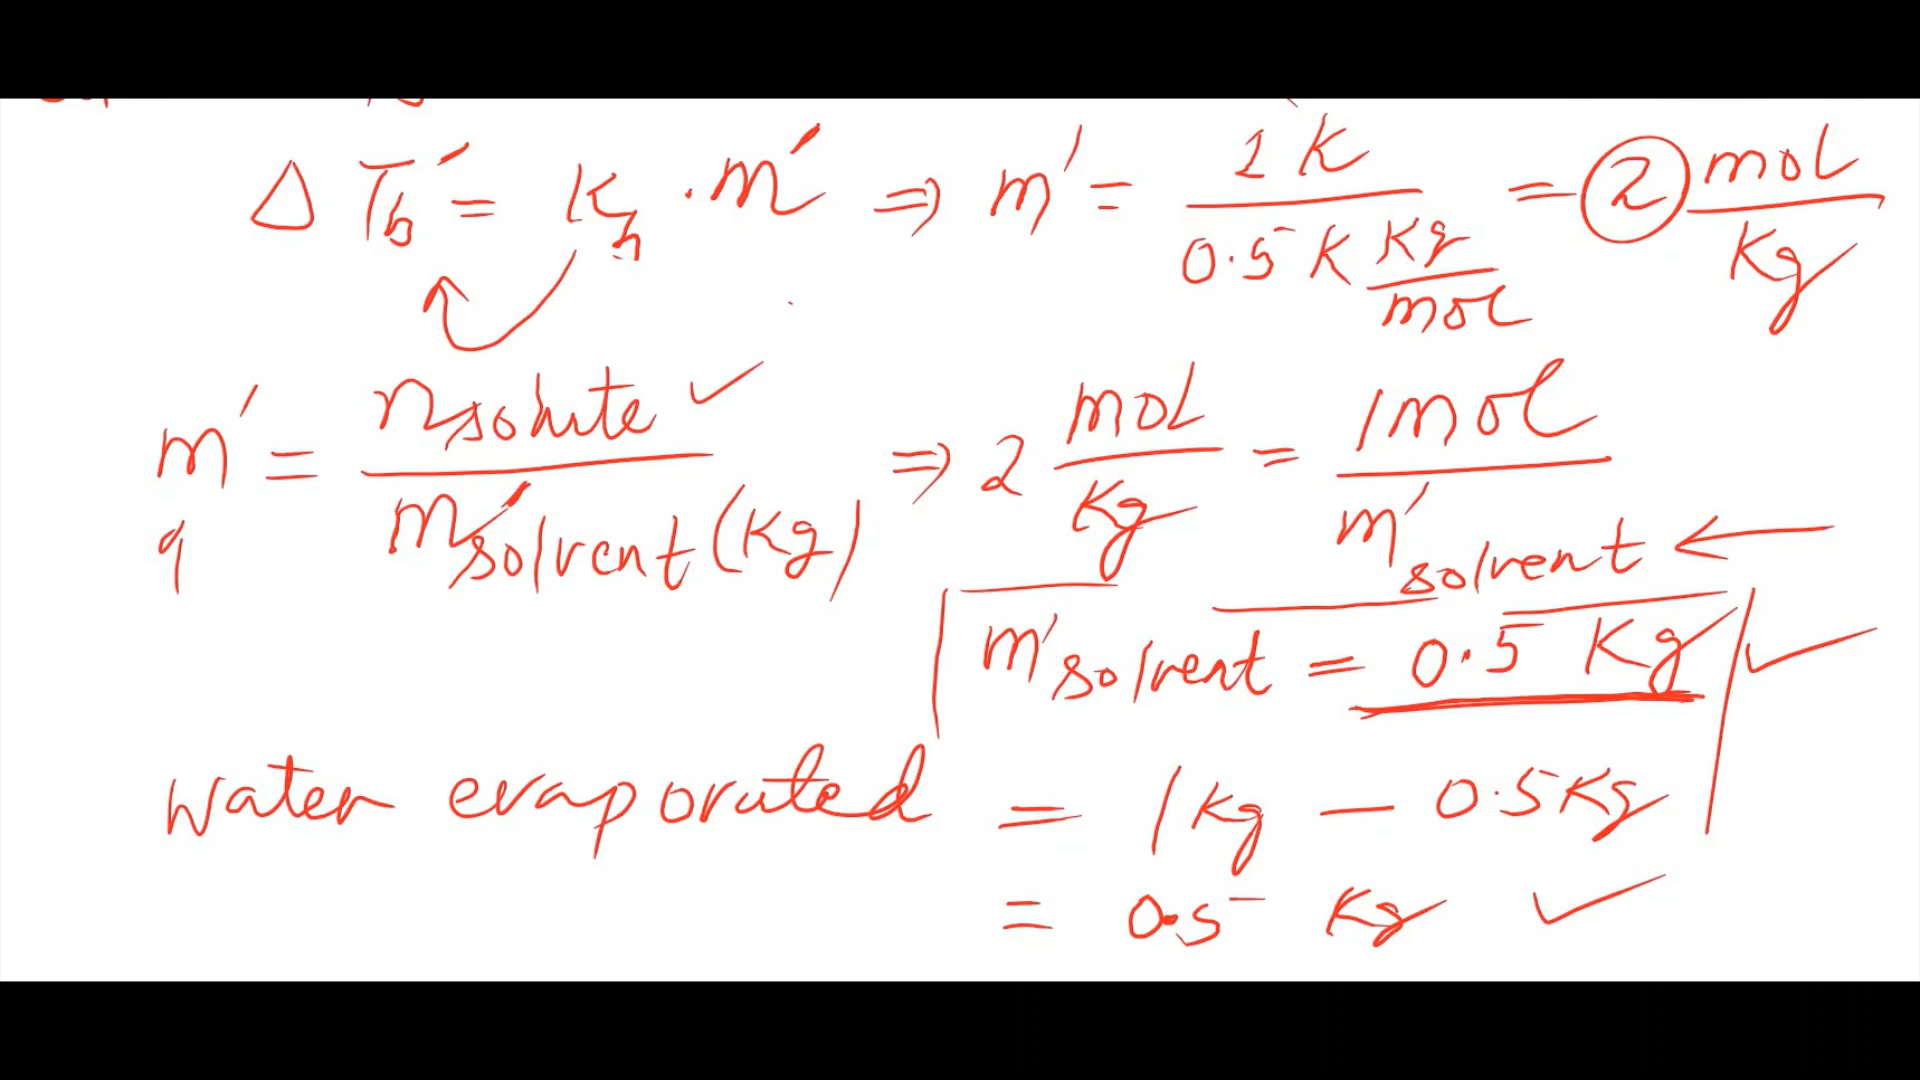 ΔTb' = Kb · m' ⇒ m' = 1 K / 0.5 K Kg/mol = 2 mol/Kg
m' = nsolute / m'solvent (Kg) ✓ ⇒ 2 mol/Kg = 1 mol / m'solvent ←
m'solvent = 0.5 Kg ✓
water evaporated = 1 Kg − 0.5 Kg
= 0.5 Kg ✓